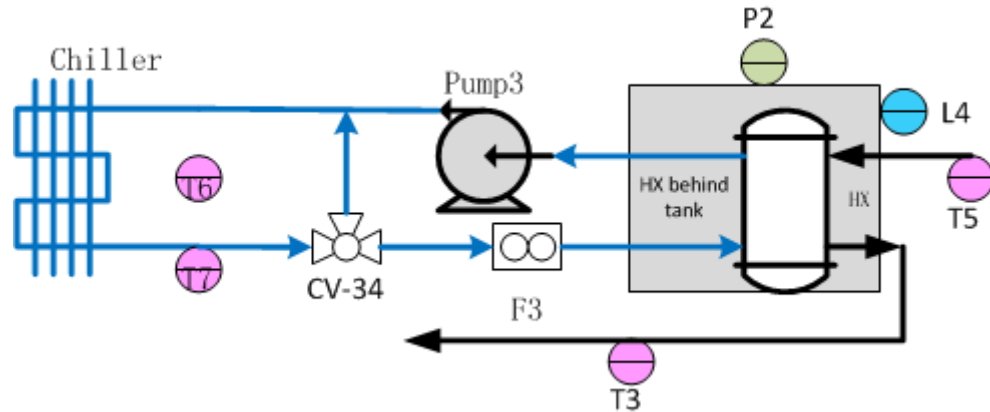 P2
Chiller
Pump3
L4
T6
HX behind
tank
HX
T5
T7
CV-34
F3
T3